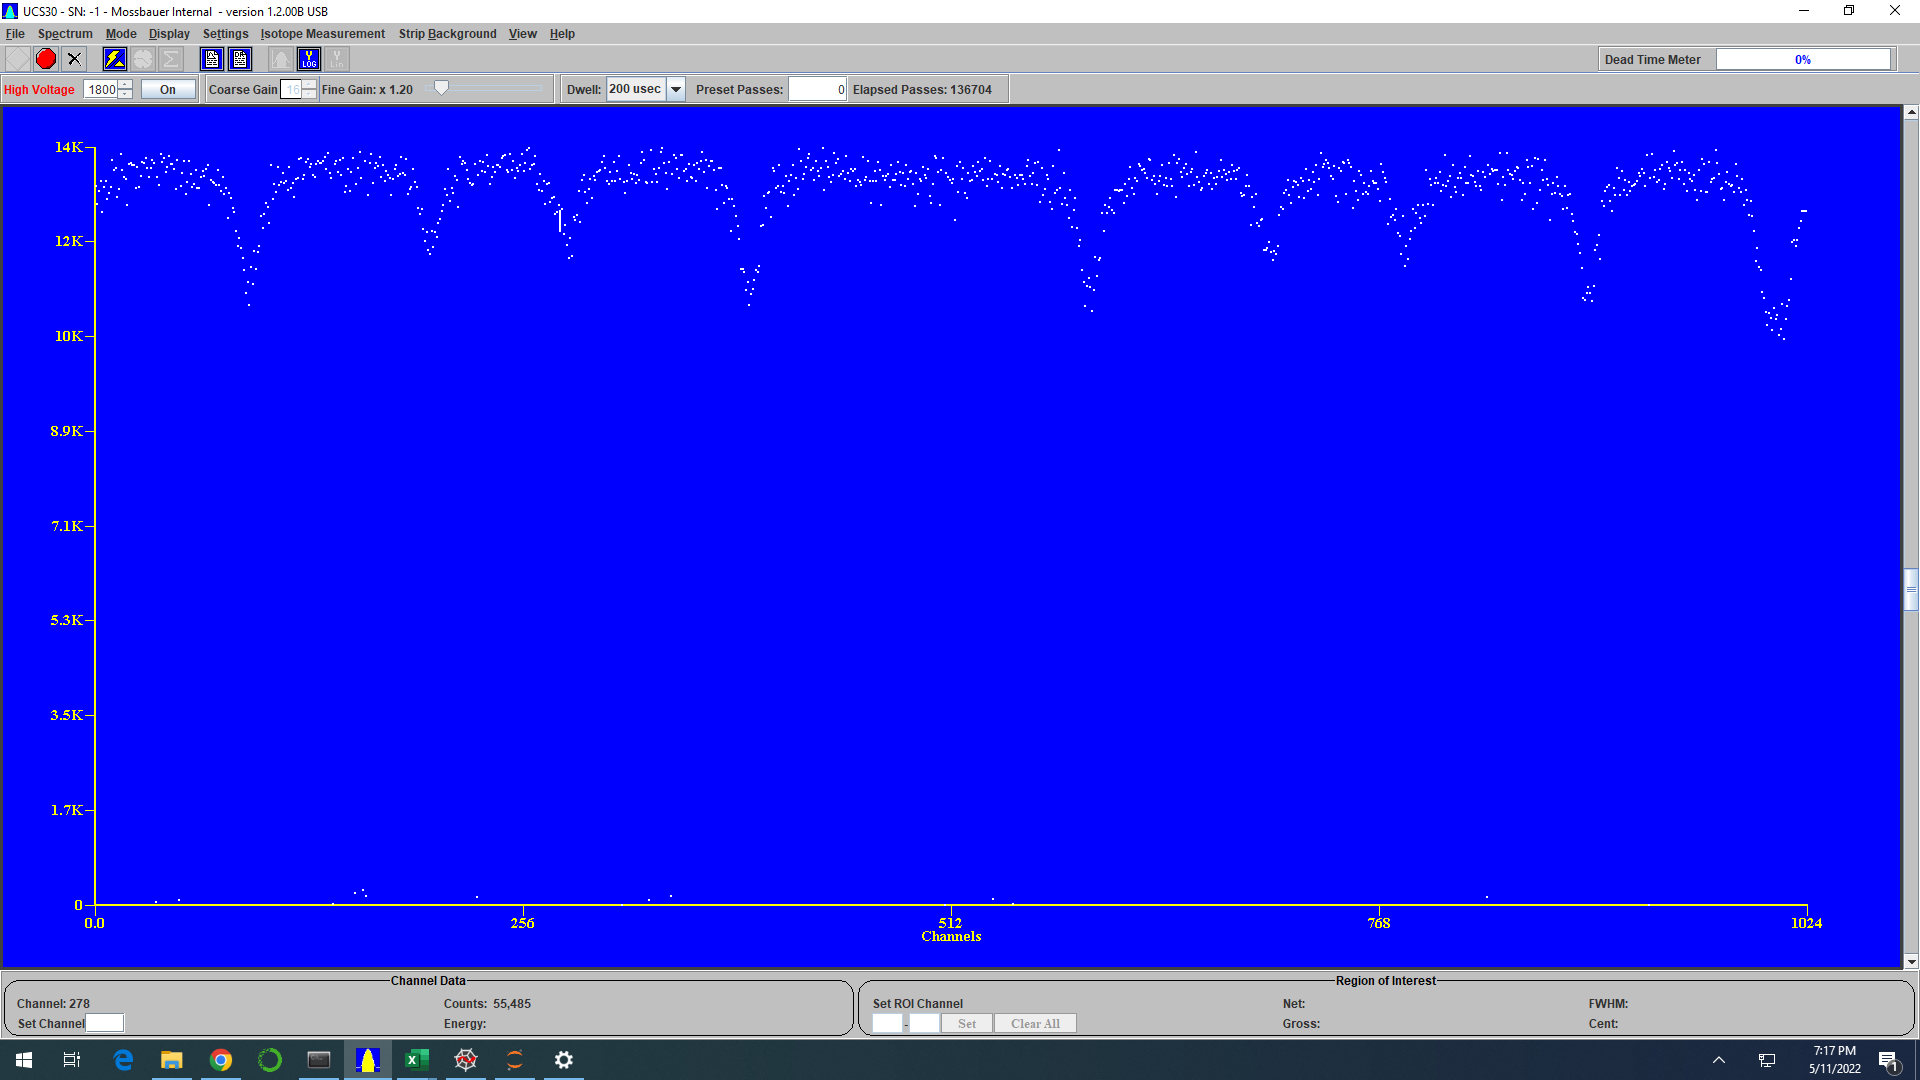 UCS30 - SN: -1 - Mossbauer Internal - version 1.2.00B USB
File Spectrum Mode Display Settings Isotope Measurement Strip Background View Help
Dead Time Meter 0%
High Voltage 1800 On Coarse Gain 16 Fine Gain: x 1.20 Dwell: 200 usec Preset Passes: 0 Elapsed Passes: 136704
14K
12K
10K
8.9K
7.1K
5.3K
3.5K
1.7K
0
0.0 256 512 768 1024
Channels
Channel Data Region of Interest
Channel: 278 Counts: 55,485 Set ROI Channel Net: FWHM:
Set Channel Energy: - Set Clear All Gross: Cent:
7:17 PM
5/11/2022
1